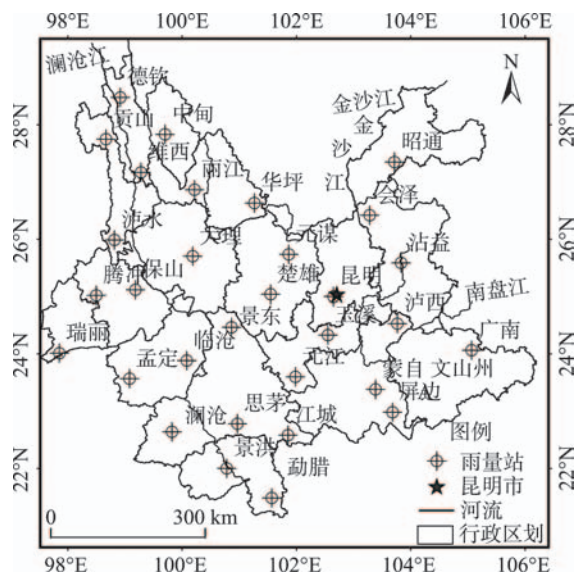 98°E 100°E 102°E 104°E 106°E
澜沧江
德钦
N
中甸
金沙江
28°N 28°N
贡山
金
沙
江
昭通
维西
丽江
华坪
会泽
26°N 26°N
泸水
大理
元谋
沾益
腾冲
保山
楚雄
昆明
南盘江
泸西
玉溪
瑞丽
临沧
景东
广南
24°N 24°N
孟定
元江
蒙自 文山州
屏边
澜沧
思茅
江城
图例
景洪
勐腊
雨量站
22°N 22°N
昆明市
河流
行政区划
0 300 km
98°E 100°E 102°E 104°E 106°E